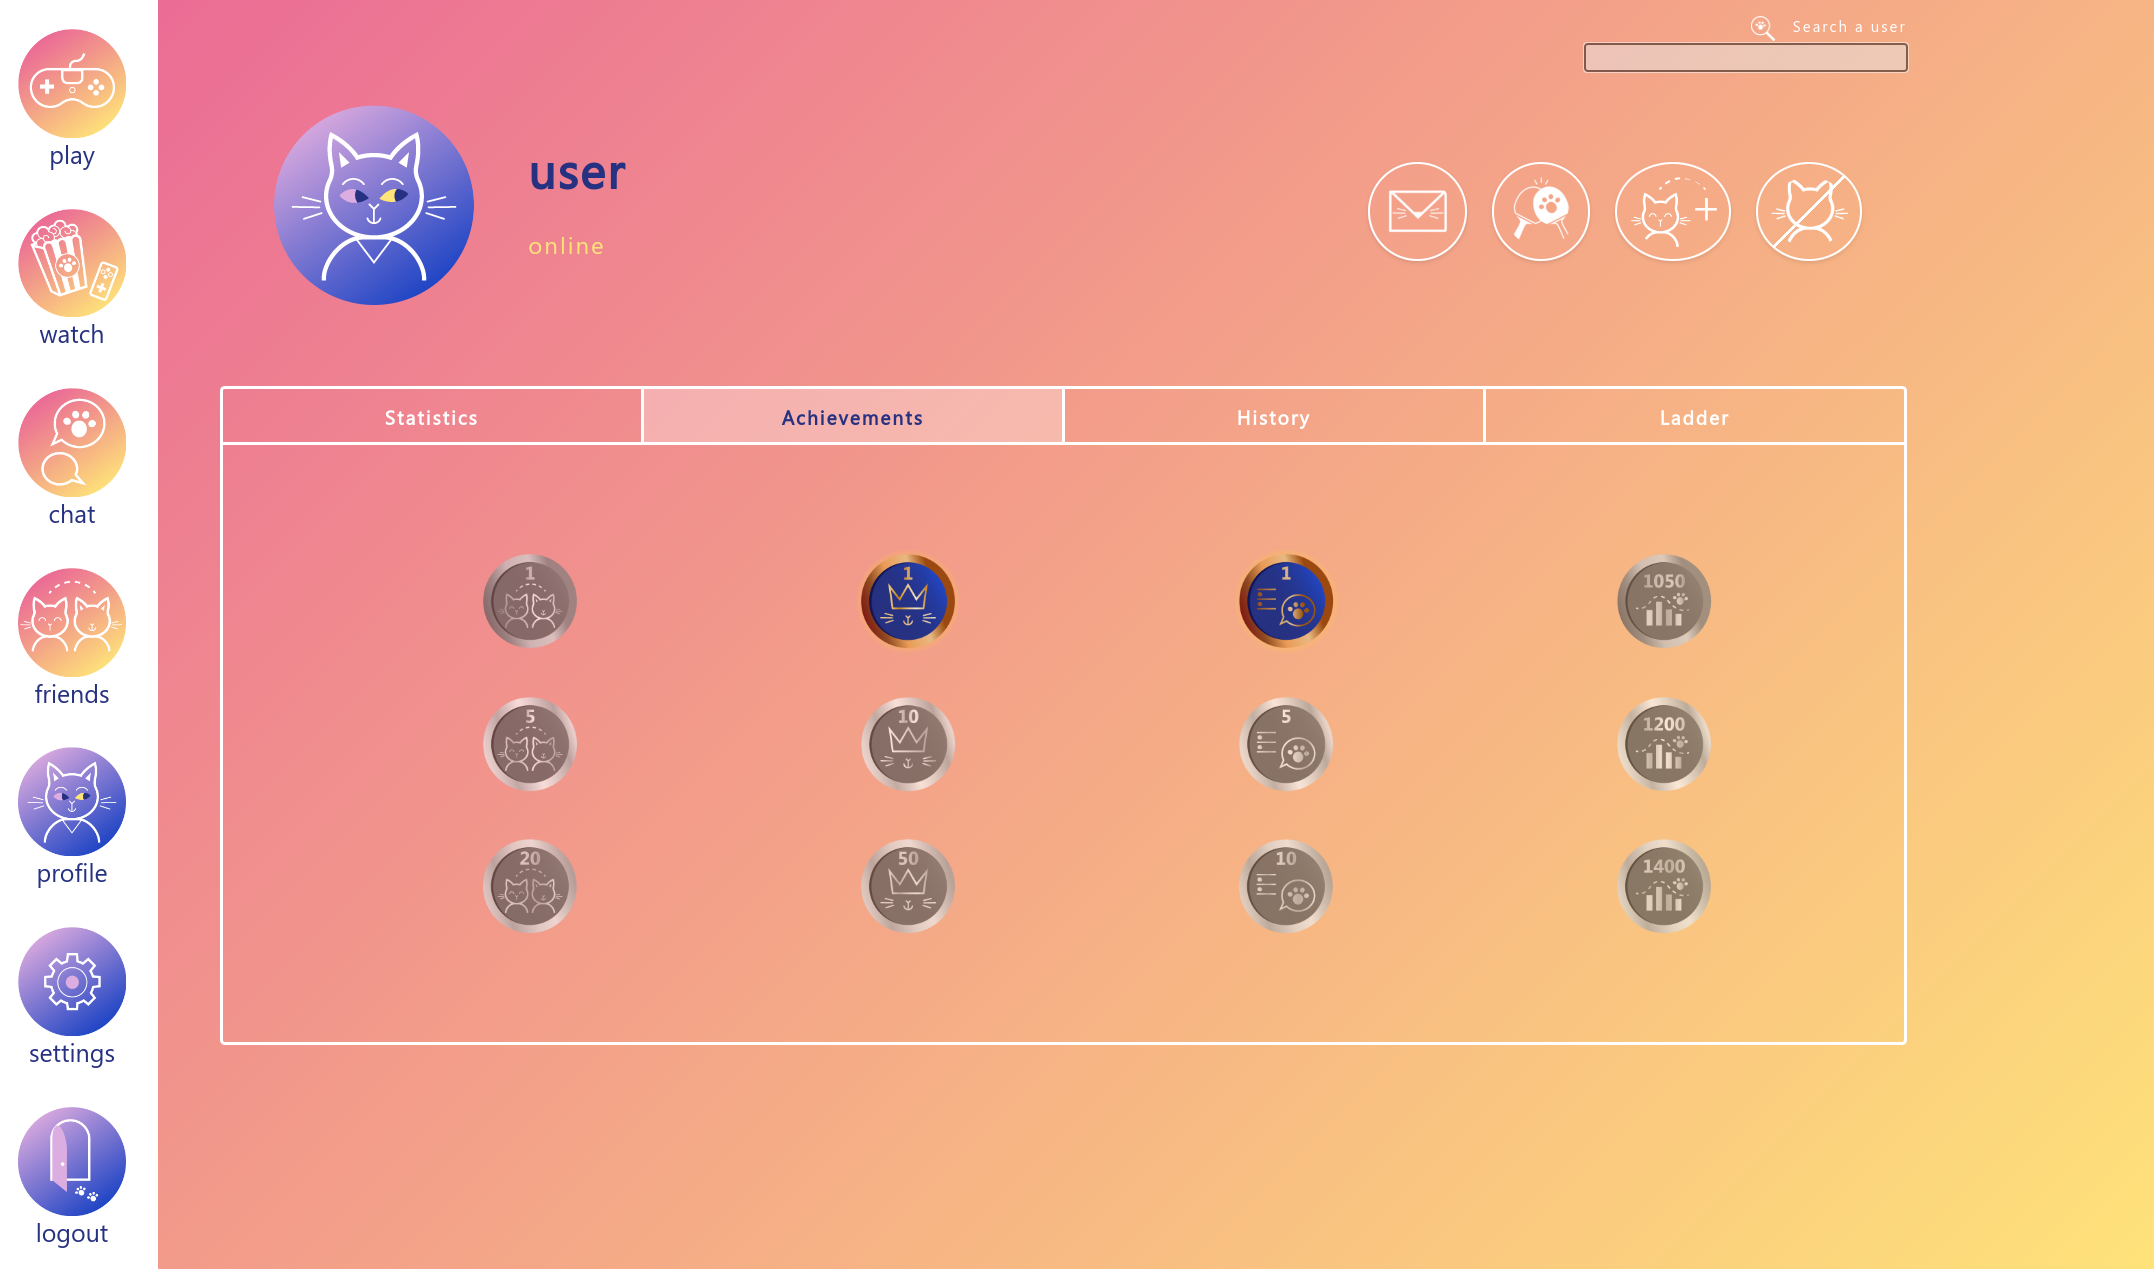 Search a user
play
watch
chat
friends
profile
settings
logout
user
online
Statistics Achievements History Ladder
1 1 1 1050
5 10 5 1200
20 50 10 1400